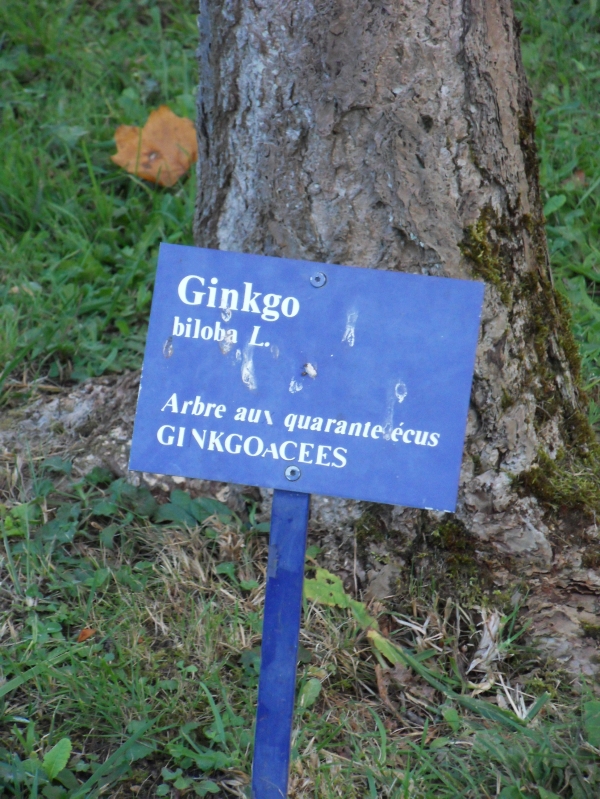 Ginkgo
biloba L.
Arbre aux quarante écus
GINKGOACEES